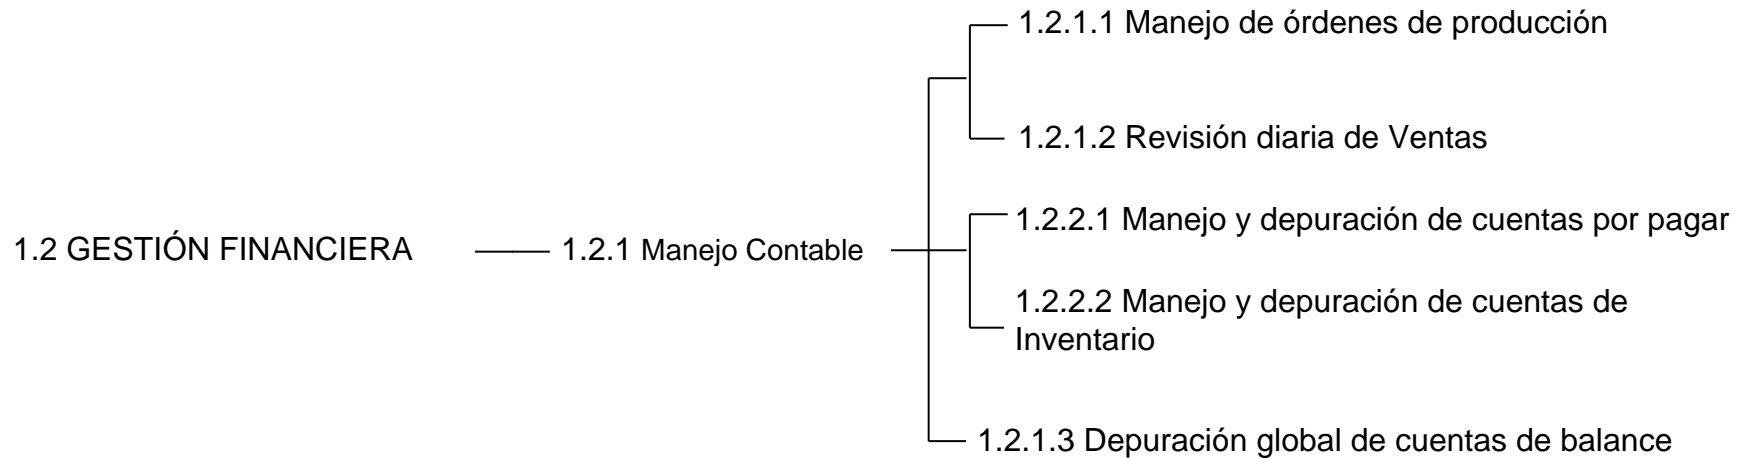 1.2 GESTIÓN FINANCIERA
1.2.1 Manejo Contable
1.2.1.1 Manejo de órdenes de producción
1.2.1.2 Revisión diaria de Ventas
1.2.2.1 Manejo y depuración de cuentas por pagar
1.2.2.2 Manejo y depuración de cuentas de
Inventario
1.2.1.3 Depuración global de cuentas de balance